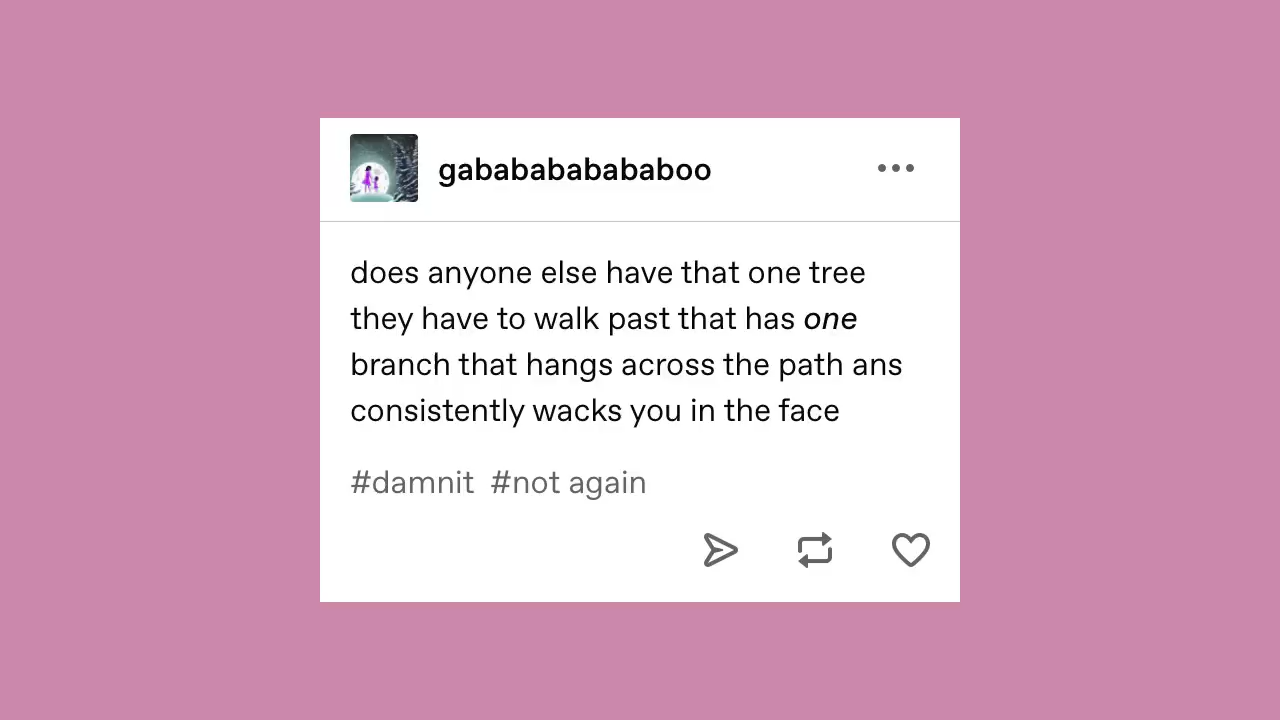 gababababababoo
does anyone else have that one tree
they have to walk past that has one
branch that hangs across the path ans
consistently wacks you in the face
#damnit #not again